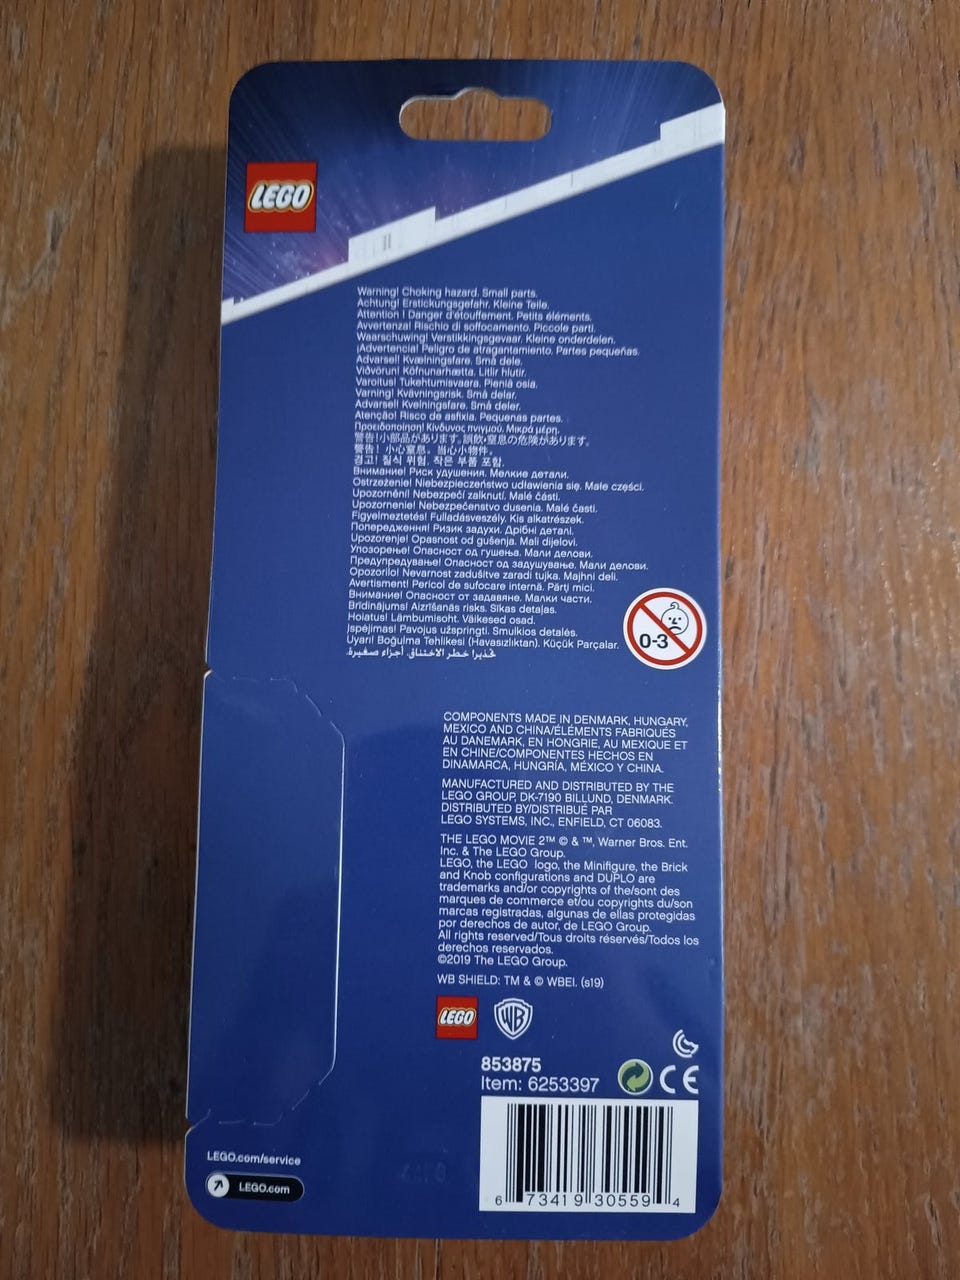 LEGO
Warning! Choking hazard. Small parts.
Achtung! Erstickungsgefahr. Kleine Teile.
Attention ! Danger d'étouffement. Petits éléments.
Avvertenza! Rischio di soffocamento. Piccole parti.
Waarschuwing! Verstikkingsgevaar. Kleine onderdelen.
¡Advertencia! Peligro de atragantamiento. Partes pequeñas.
Advarsel! Kvælningsfare. Små dele.
Viðvörun! Köfnunarhætta. Litlir hlutir.
Varoitus! Tukehtumisvaara. Pieniä osia.
Varning! Kvävningsrisk. Små delar.
Advarsel! Kvelningsfare. Små deler.
Atenção! Risco de asfixia. Pequenas partes.
Προειδοποίηση! Κίνδυνος πνιγμού. Μικρά μέρη.
警告!小部品があります。誤飲・窒息の危険があります。
警告! 小心窒息。当心小物件。
경고! 질식 위험. 작은 부품 포함.
Внимание! Риск удушения. Мелкие детали.
Ostrzeżenie! Niebezpieczeństwo udławienia się. Małe części.
Upozornění! Nebezpečí zalknutí. Malé části.
Upozornenie! Nebezpečenstvo dusenia. Malé časti.
Figyelmeztetés! Fulladásveszély. Kis alkatrészek.
Попередження! Ризик задухи. Дрібні деталі.
Upozorenje! Opasnost od gušenja. Mali dijelovi.
Упозорење! Опасност од гушења. Мали делови.
Предупредување! Опасност од задушување. Мали делови.
Opozorilo! Nevarnost zadušitve zaradi tujka. Majhni deli.
Avertisment! Pericol de sufocare internă. Părţi mici.
Внимание! Опасност от задавяне. Малки части.
Brīdinājums! Aizrīšanās risks. Sīkas detaļas.
Hoiatus! Lämbumisoht. Väikesed osad.
Įspėjimas! Pavojus užspringti. Smulkios detalės.
Uyarı! Boğulma Tehlikesi (Havasızlıktan). Küçük Parçalar.
تحذير! خطر الاختناق. أجزاء صغيرة.
0-3
COMPONENTS MADE IN DENMARK, HUNGARY,
MEXICO AND CHINA/ÉLÉMENTS FABRIQUÉS
AU DANEMARK, EN HONGRIE, AU MEXIQUE ET
EN CHINE/COMPONENTES HECHOS EN
DINAMARCA, HUNGRÍA, MÉXICO Y CHINA.
MANUFACTURED AND DISTRIBUTED BY THE
LEGO GROUP, DK-7190 BILLUND, DENMARK.
DISTRIBUTED BY/DISTRIBUÉ PAR
LEGO SYSTEMS, INC., ENFIELD, CT 06083.
THE LEGO MOVIE 2™ © & ™, Warner Bros. Ent.
Inc. & The LEGO Group.
LEGO, the LEGO logo, the Minifigure, the Brick
and Knob configurations and DUPLO are
trademarks and/or copyrights of the/sont des
marques de commerce et/ou copyrights du/son
marcas registradas, algunas de ellas protegidas
por derechos de autor, de LEGO Group.
All rights reserved/Tous droits réservés/Todos los
derechos reservados.
©2019 The LEGO Group.
WB SHIELD: TM & © WBEI. (s19)
LEGO WB
853875
Item: 6253397
CE
6 73419 30559 4
LEGO.com/service
LEGO.com